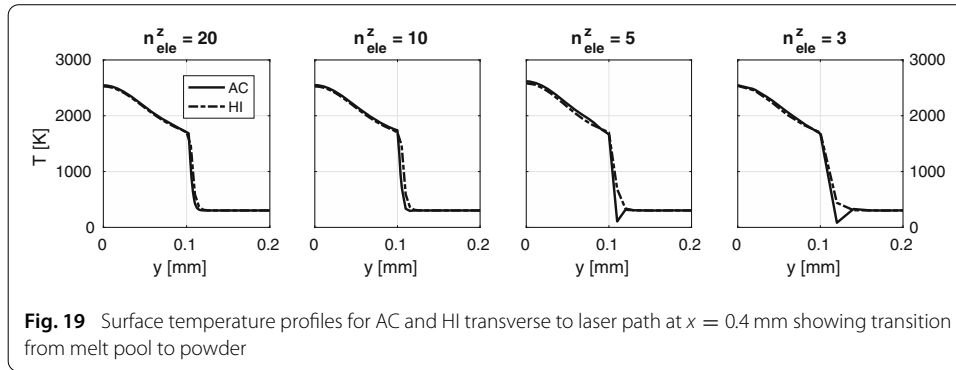 n^z_ele = 20 n^z_ele = 10 n^z_ele = 5 n^z_ele = 3
3000 3000
AC
HI
2000 2000
T [K]
1000 1000
0 0
0 0.1 0.2 0 0.1 0.2 0 0.1 0.2 0 0.1 0.2
y [mm] y [mm] y [mm] y [mm]
Fig. 19 Surface temperature profiles for AC and HI transverse to laser path at x = 0.4 mm showing transition
from melt pool to powder